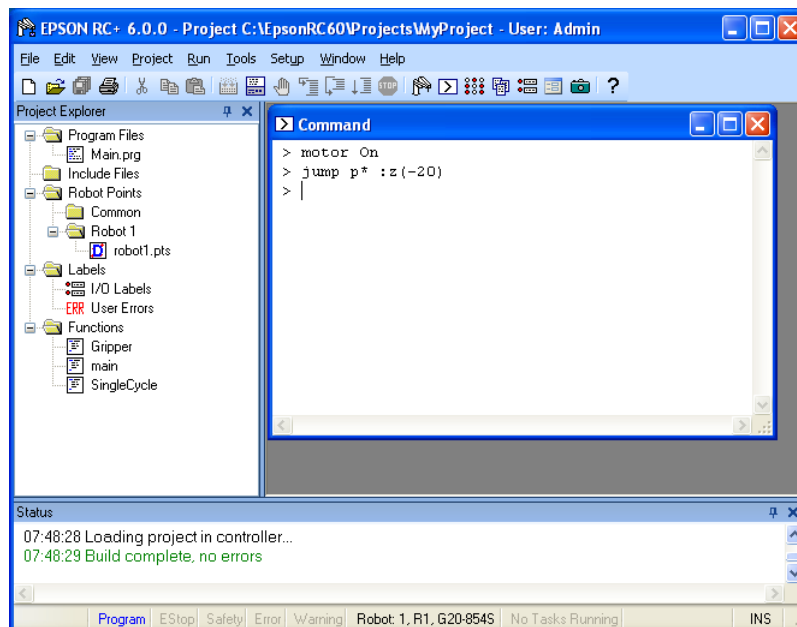 EPSON RC+ 6.0.0 - Project C:\EpsonRC60\Projects\MyProject - User: Admin
File Edit View Project Run Tools Setup Window Help
STOP
Project Explorer
Program Files
Main.prg
Include Files
Robot Points
Common
Robot 1
robot1.pts
Labels
I/O Labels
ERR User Errors
Functions
Gripper
main
SingleCycle
Command
> motor On
> jump p* :z(-20)
>
Status
07:48:28 Loading project in controller...
07:48:29 Build complete, no errors
Program EStop Safety Error Warning Robot: 1, R1, G20-854S No Tasks Running INS